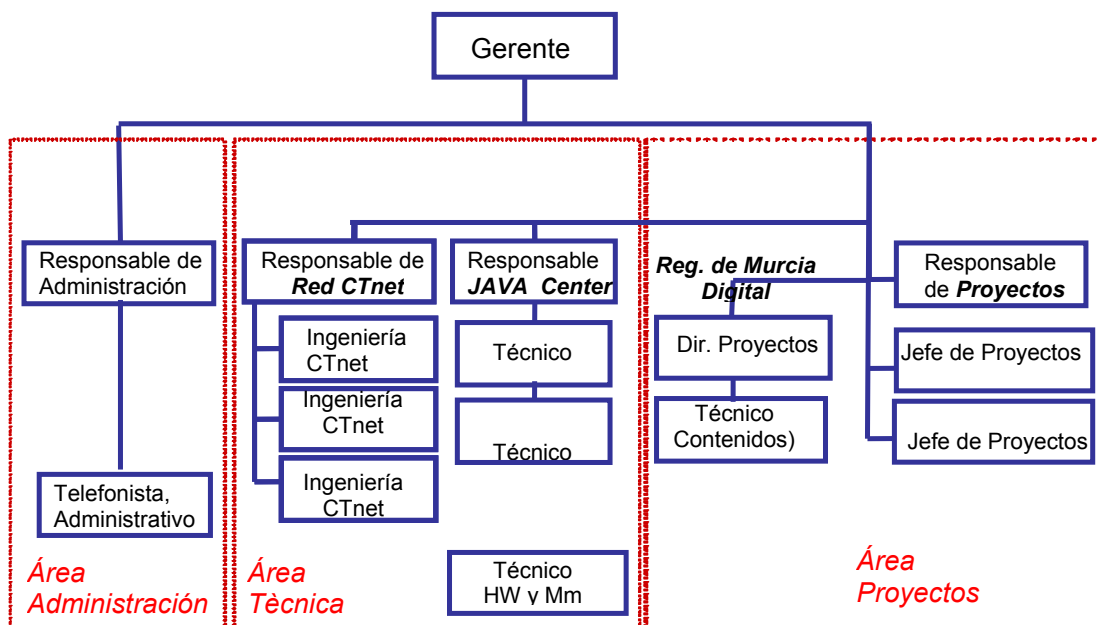 Gerente
Responsable de
Administración
Telefonista,
Administrativo
Área
Administración
Responsable de
Red CTnet
Ingeniería
CTnet
Ingeniería
CTnet
Ingeniería
CTnet
Responsable
JAVA Center
Técnico
Técnico
Técnico
HW y Mm
Área
Tècnica
Reg. de Murcia
Digital
Dir. Proyectos
Técnico
Contenidos)
Responsable
de Proyectos
Jefe de Proyectos
Jefe de Proyectos
Área
Proyectos